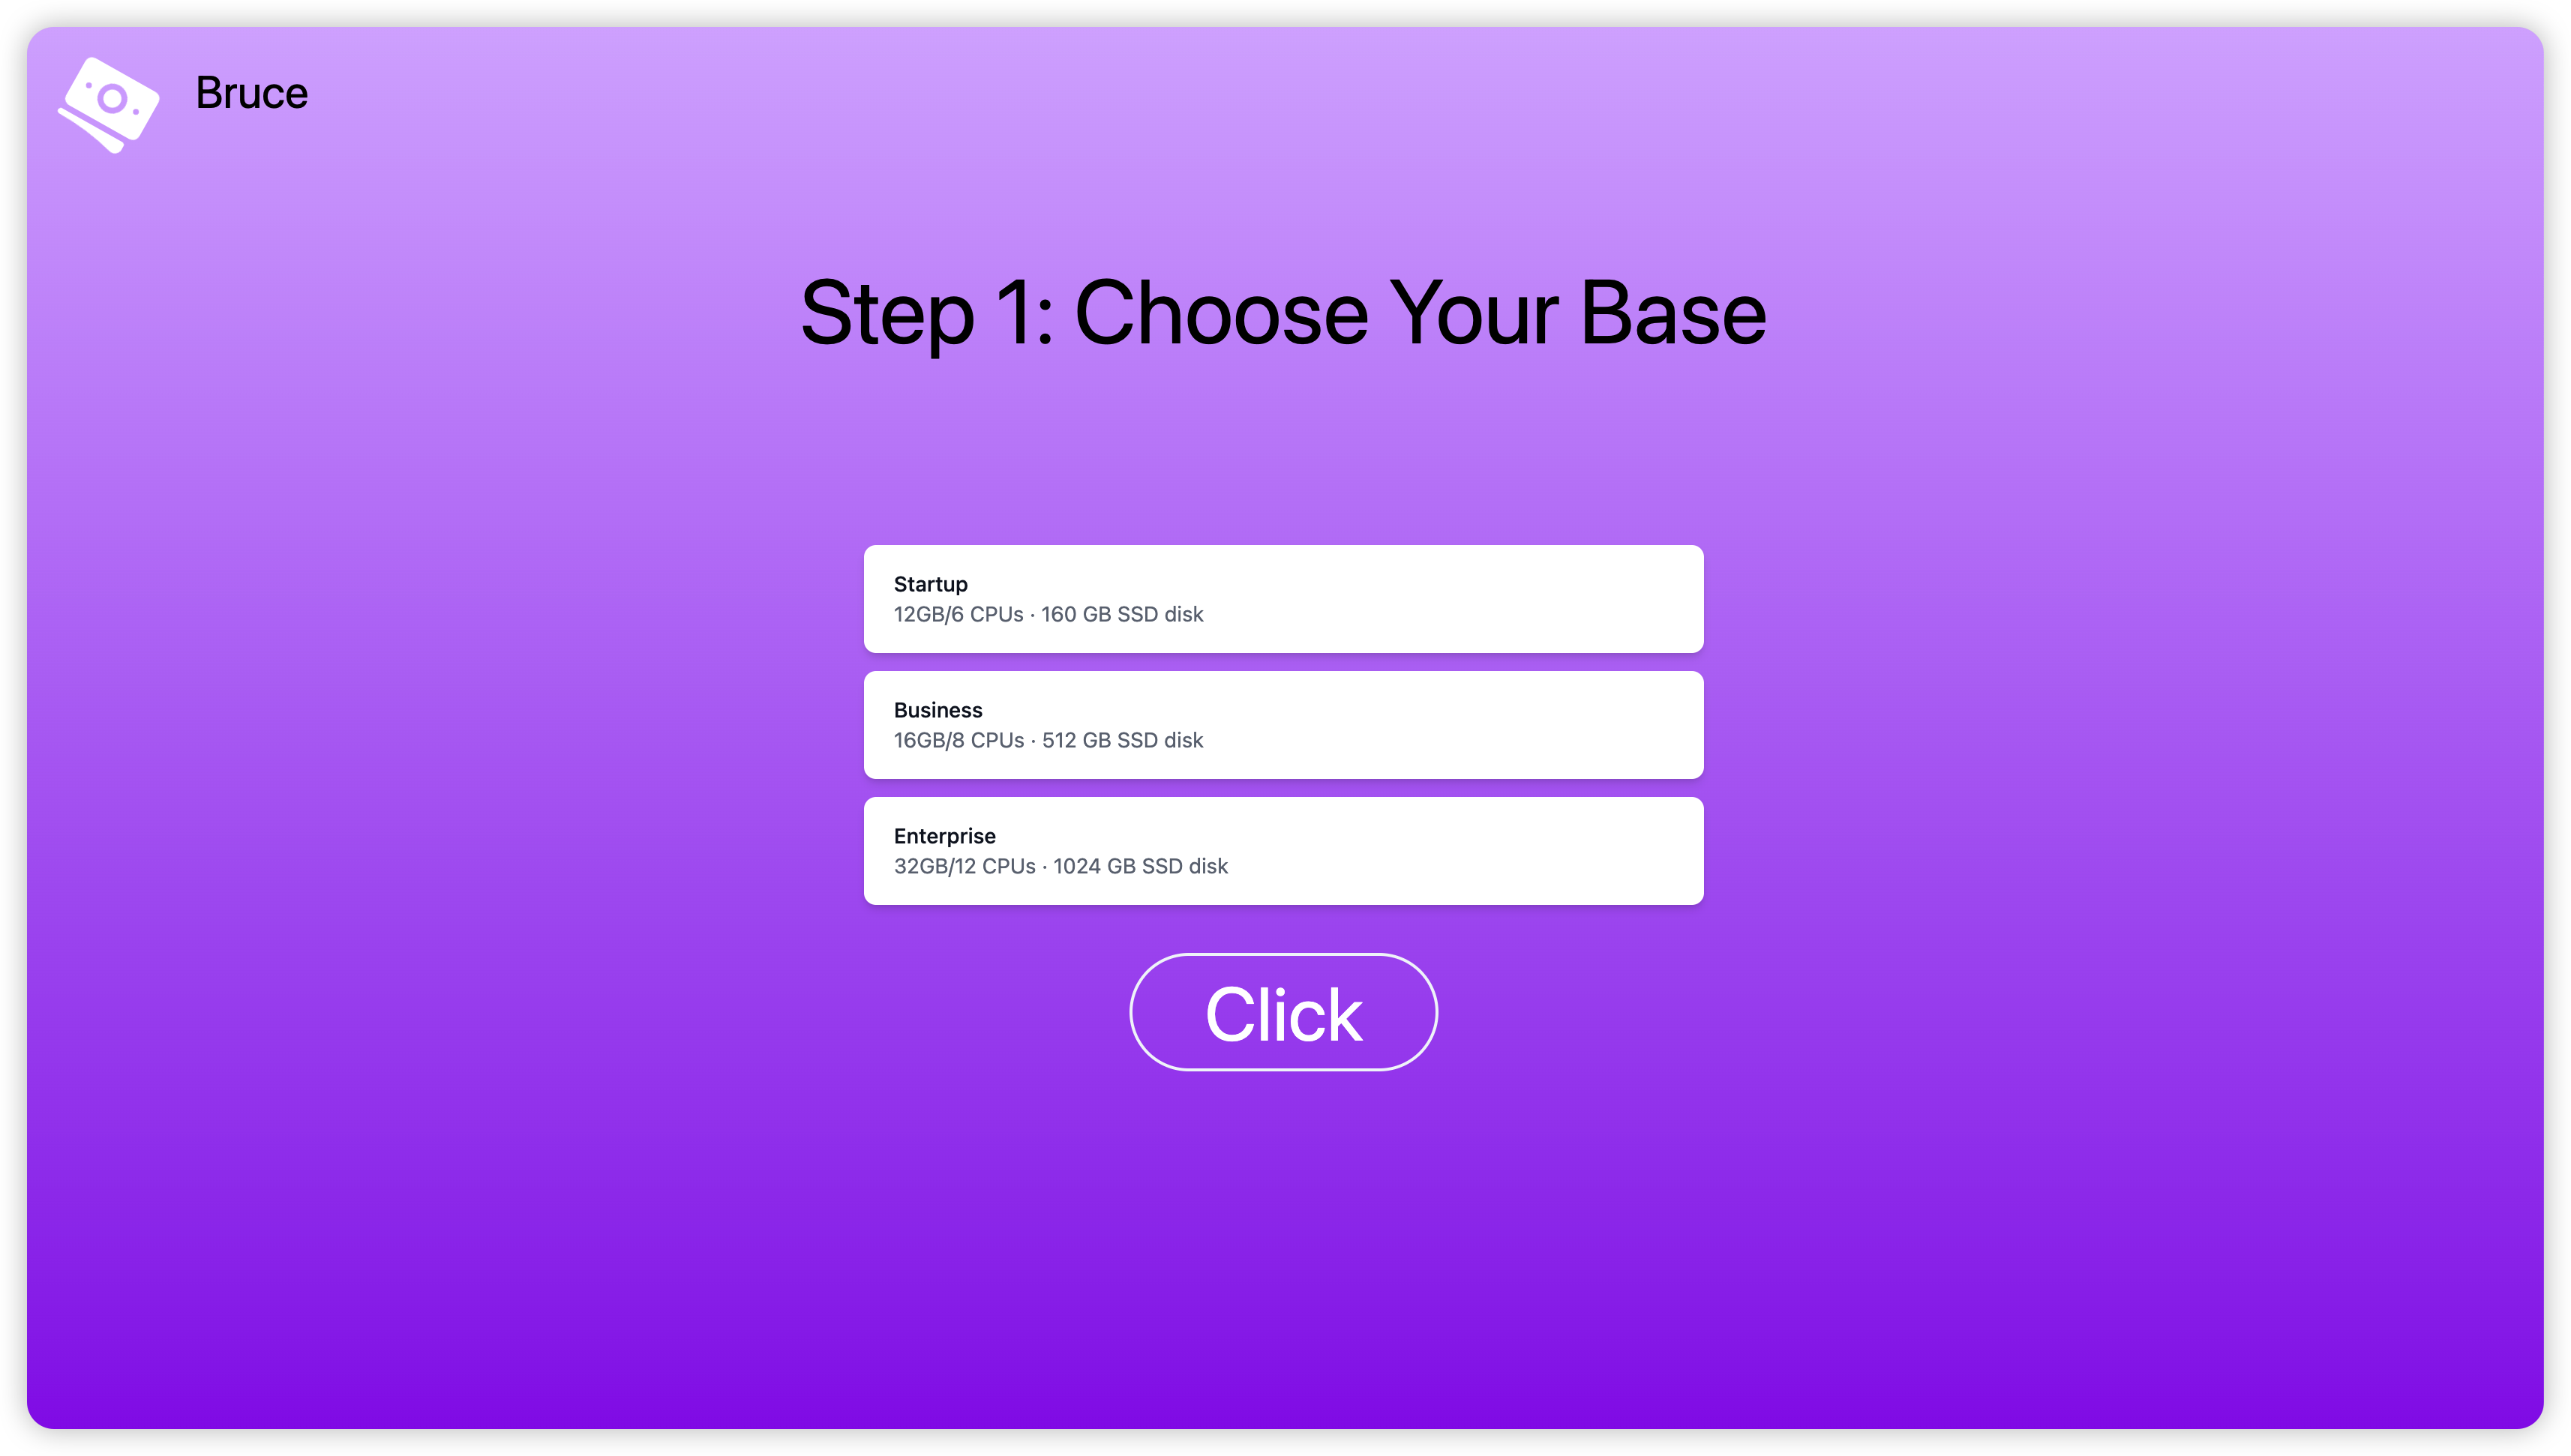 Bruce
Step 1: Choose Your Base
Startup
12GB/6 CPUs · 160 GB SSD disk
Business
16GB/8 CPUs · 512 GB SSD disk
Enterprise
32GB/12 CPUs · 1024 GB SSD disk
Click